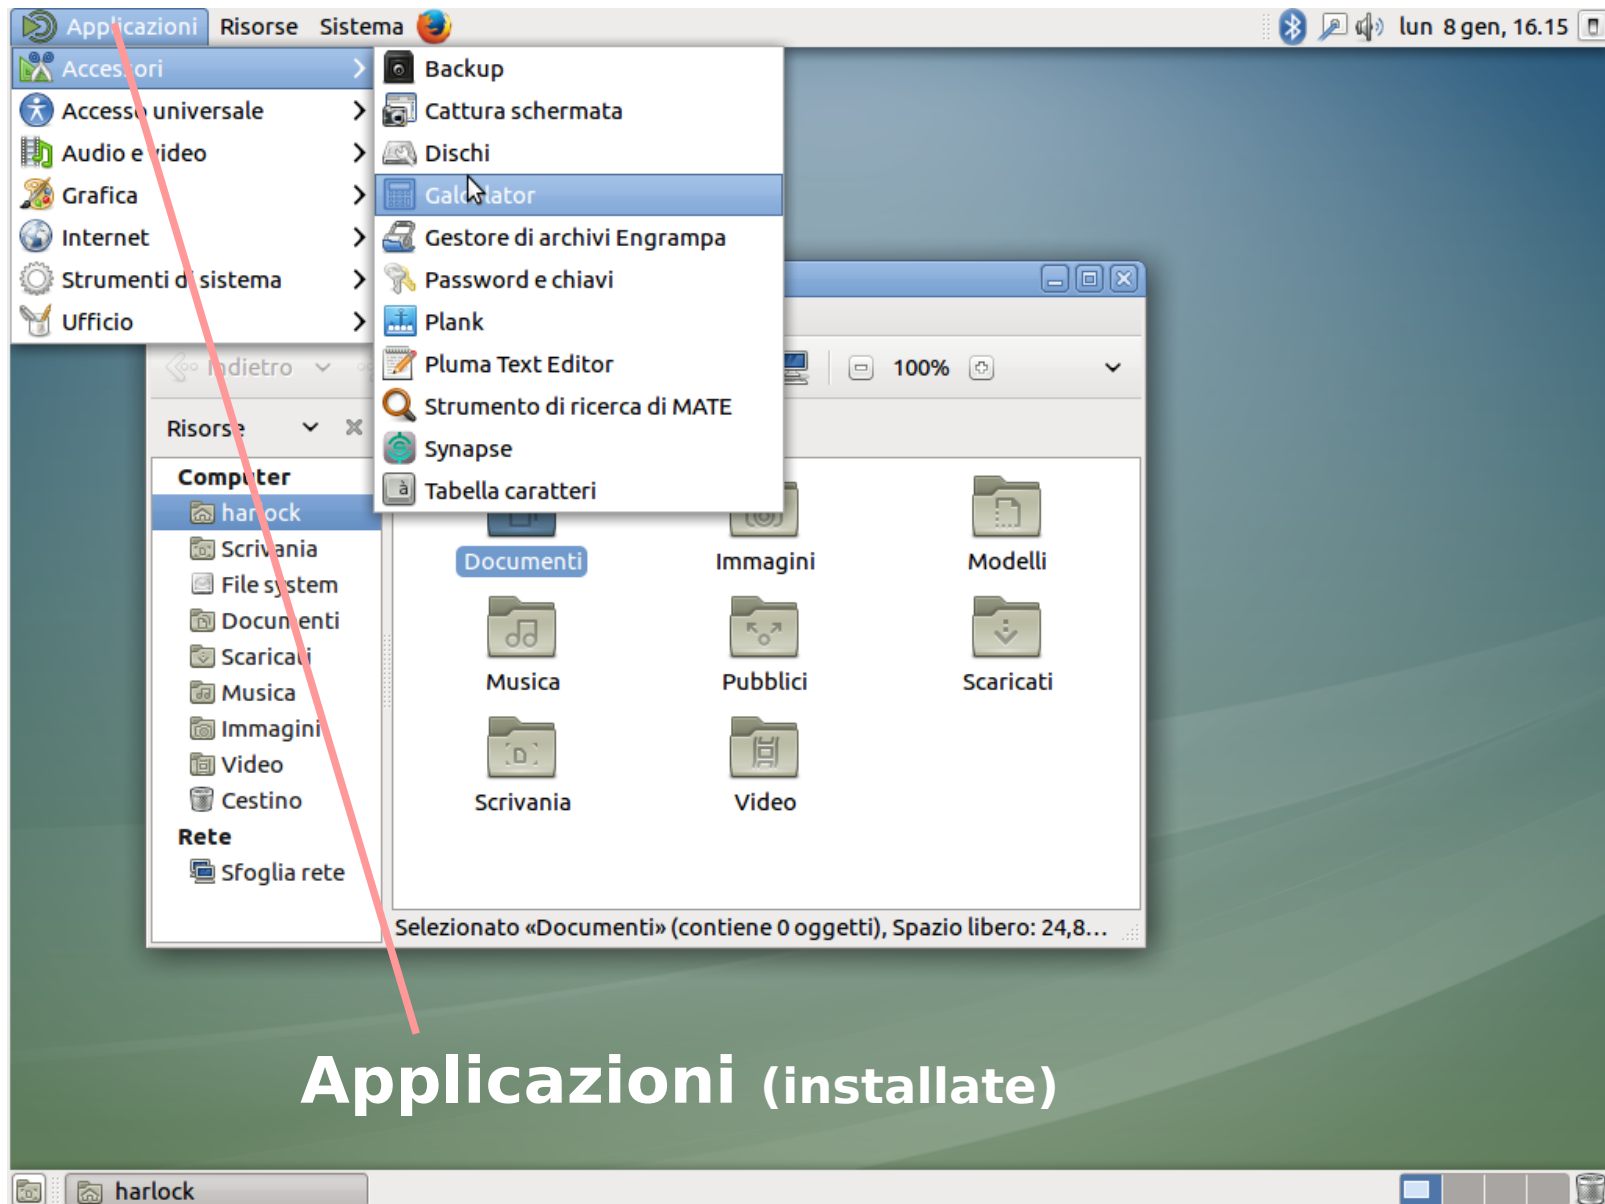 Applicazioni Risorse Sistema lun 8 gen, 16.15
Accessori
Accesso universale
Audio e video
Grafica
Internet
Strumenti di sistema
Ufficio
Backup
Cattura schermata
Dischi
Galculator
Gestore di archivi Engrampa
Password e chiavi
Plank
Pluma Text Editor
Strumento di ricerca di MATE
Synapse
Tabella caratteri
Indietro 100%
Risorse
Computer
harlock
Scrivania
File system
Documenti
Scaricati
Musica
Immagini
Video
Cestino
Rete
Sfoglia rete
Documenti Immagini Modelli
Musica Pubblici Scaricati
Scrivania Video
Selezionato «Documenti» (contiene 0 oggetti), Spazio libero: 24,8...
Applicazioni (installate)
harlock